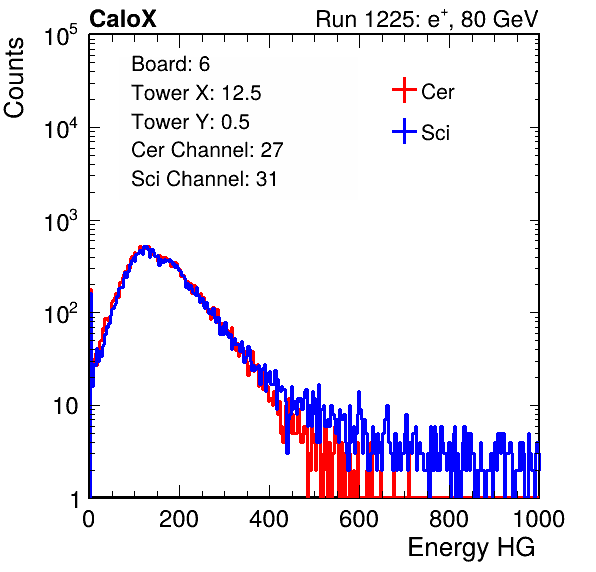 CaloX Run 1225: e⁺, 80 GeV
Counts
10⁵
10⁴
10³
10²
10
1
Board: 6
Tower X: 12.5
Tower Y: 0.5
Cer Channel: 27
Sci Channel: 31
Cer
Sci
0 200 400 600 800 1000
Energy HG